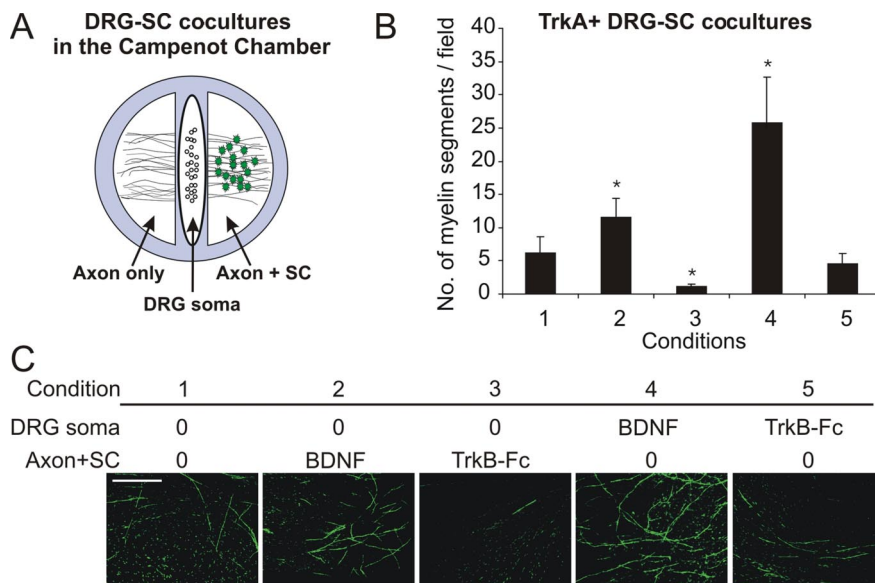 A
DRG-SC cocultures
in the Campenot Chamber
Axon only
Axon + SC
DRG soma
B
TrkA+ DRG-SC cocultures
No. of myelin segments / field
40
35
30
25
20
15
10
5
0
*
*
*
1 2 3 4 5
Conditions
C
Condition 1 2 3 4 5
DRG soma 0 0 0 BDNF TrkB-Fc
Axon+SC 0 BDNF TrkB-Fc 0 0